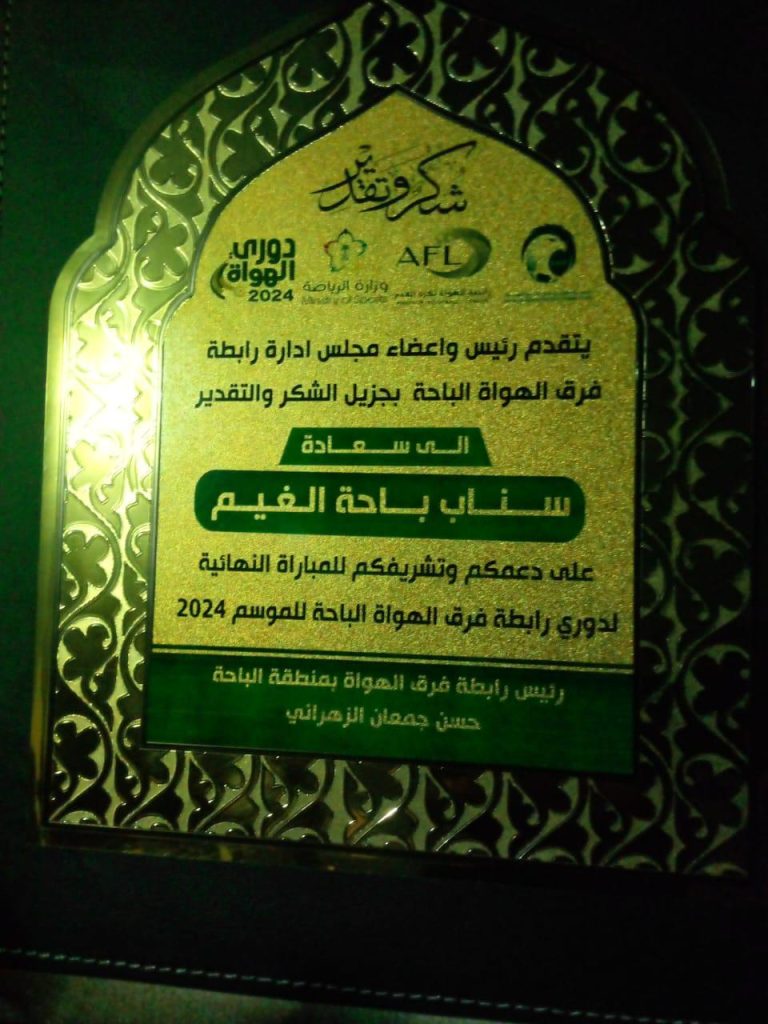 شكر وتقدير
دوري الهواة 2024
وزارة الرياضة
Ministry of Sports
AFL
يتقدم رئيس واعضاء مجلس ادارة رابطة
فرق الهواة الباحة بجزيل الشكر والتقدير
الى سعادة
سناب باحة الغيم
على دعمكم وتشريفكم للمباراة النهائية
لدوري رابطة فرق الهواة الباحة للموسم 2024
رئيس رابطة فرق الهواة بمنطقة الباحة
حسن جمعان الزهراني